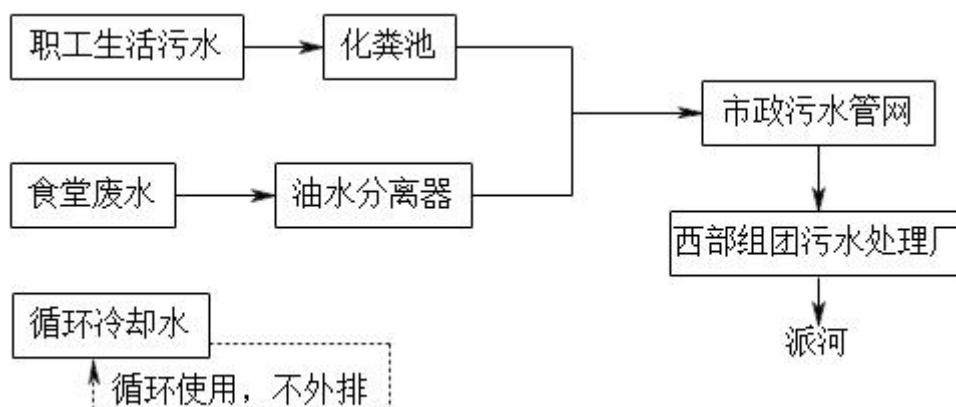 职工生活污水
化粪池
市政污水管网
食堂废水
油水分离器
西部组团污水处理厂
循环冷却水
派河
循环使用，不外排